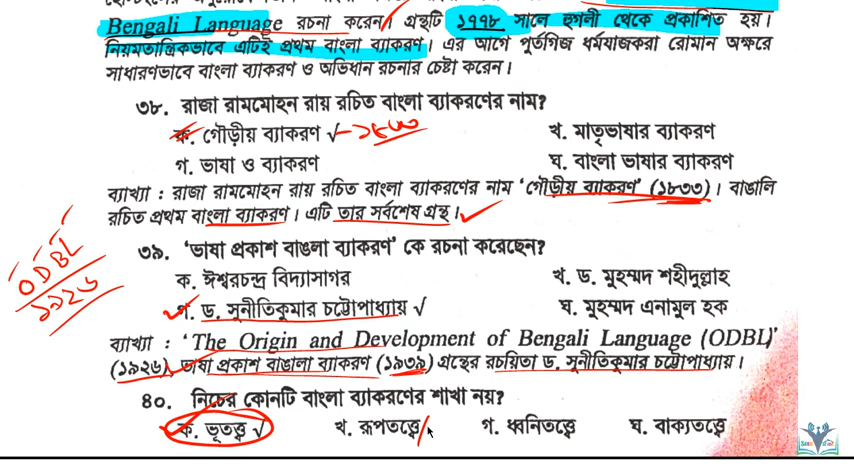 Bengali Language রচনা করেন। গ্রন্থটি ১৭৭৮ সালে হুগলী থেকে প্রকাশিত হয়।
নিয়মতান্ত্রিকভাবে এটিই প্রথম বাংলা ব্যাকরণ। এর আগে পুর্তগিজ ধর্মযাজকরা রোমান অক্ষরে
সাধারণভাবে বাংলা ব্যাকরণ ও অভিধান রচনার চেষ্টা করেন।
৩৮. রাজা রামমোহন রায় রচিত বাংলা ব্যাকরণের নাম?
ক. গৌড়ীয় ব্যাকরণ √ খ. মাতৃভাষার ব্যাকরণ
গ. ভাষা ও ব্যাকরণ ঘ. বাংলা ভাষার ব্যাকরণ
ব্যাখ্যা : রাজা রামমোহন রায় রচিত বাংলা ব্যাকরণের নাম ‘গৌড়ীয় ব্যাকরণ’ (১৮৩৩)। বাঙালি
রচিত প্রথম বাংলা ব্যাকরণ। এটি তার সর্বশেষ গ্রন্থ।
৩৯. ‘ভাষা প্রকাশ বাঙলা ব্যাকরণ’ কে রচনা করেছেন?
ক. ঈশ্বরচন্দ্র বিদ্যাসাগর খ. ড. মুহম্মদ শহীদুল্লাহ
গ. ড. সুনীতিকুমার চট্টোপাধ্যায় √ ঘ. মুহম্মদ এনামুল হক
ODBL
১৯২৬
ব্যাখ্যা : ‘The Origin and Development of Bengali Language (ODBL)’
(১৯২৬), ভাষা প্রকাশ বাঙালা ব্যাকরণ (১৯৩৯) গ্রন্থের রচয়িতা ড. সুনীতিকুমার চট্টোপাধ্যায়।
৪০. নিচের কোনটি বাংলা ব্যাকরণের শাখা নয়?
ক. ভূতত্ত্ব √ খ. রূপতত্ত্বে গ. ধ্বনিতত্ত্বে ঘ. বাক্যতত্ত্বে